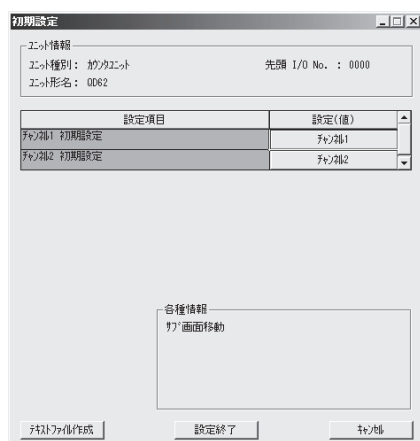 初期設定
ﾕﾆｯﾄ情報
ﾕﾆｯﾄ種別： ｶｳﾝﾀﾕﾆｯﾄ 先頭 I/O No. : 0000
ﾕﾆｯﾄ形名： QD62
設定項目 設定(値)
ﾁｬﾝﾈﾙ1 初期設定 ﾁｬﾝﾈﾙ1
ﾁｬﾝﾈﾙ2 初期設定 ﾁｬﾝﾈﾙ2
各種情報
ｻﾌﾞ画面移動
ﾃｷｽﾄﾌｧｲﾙ作成 設定終了 ｷｬﾝｾﾙ